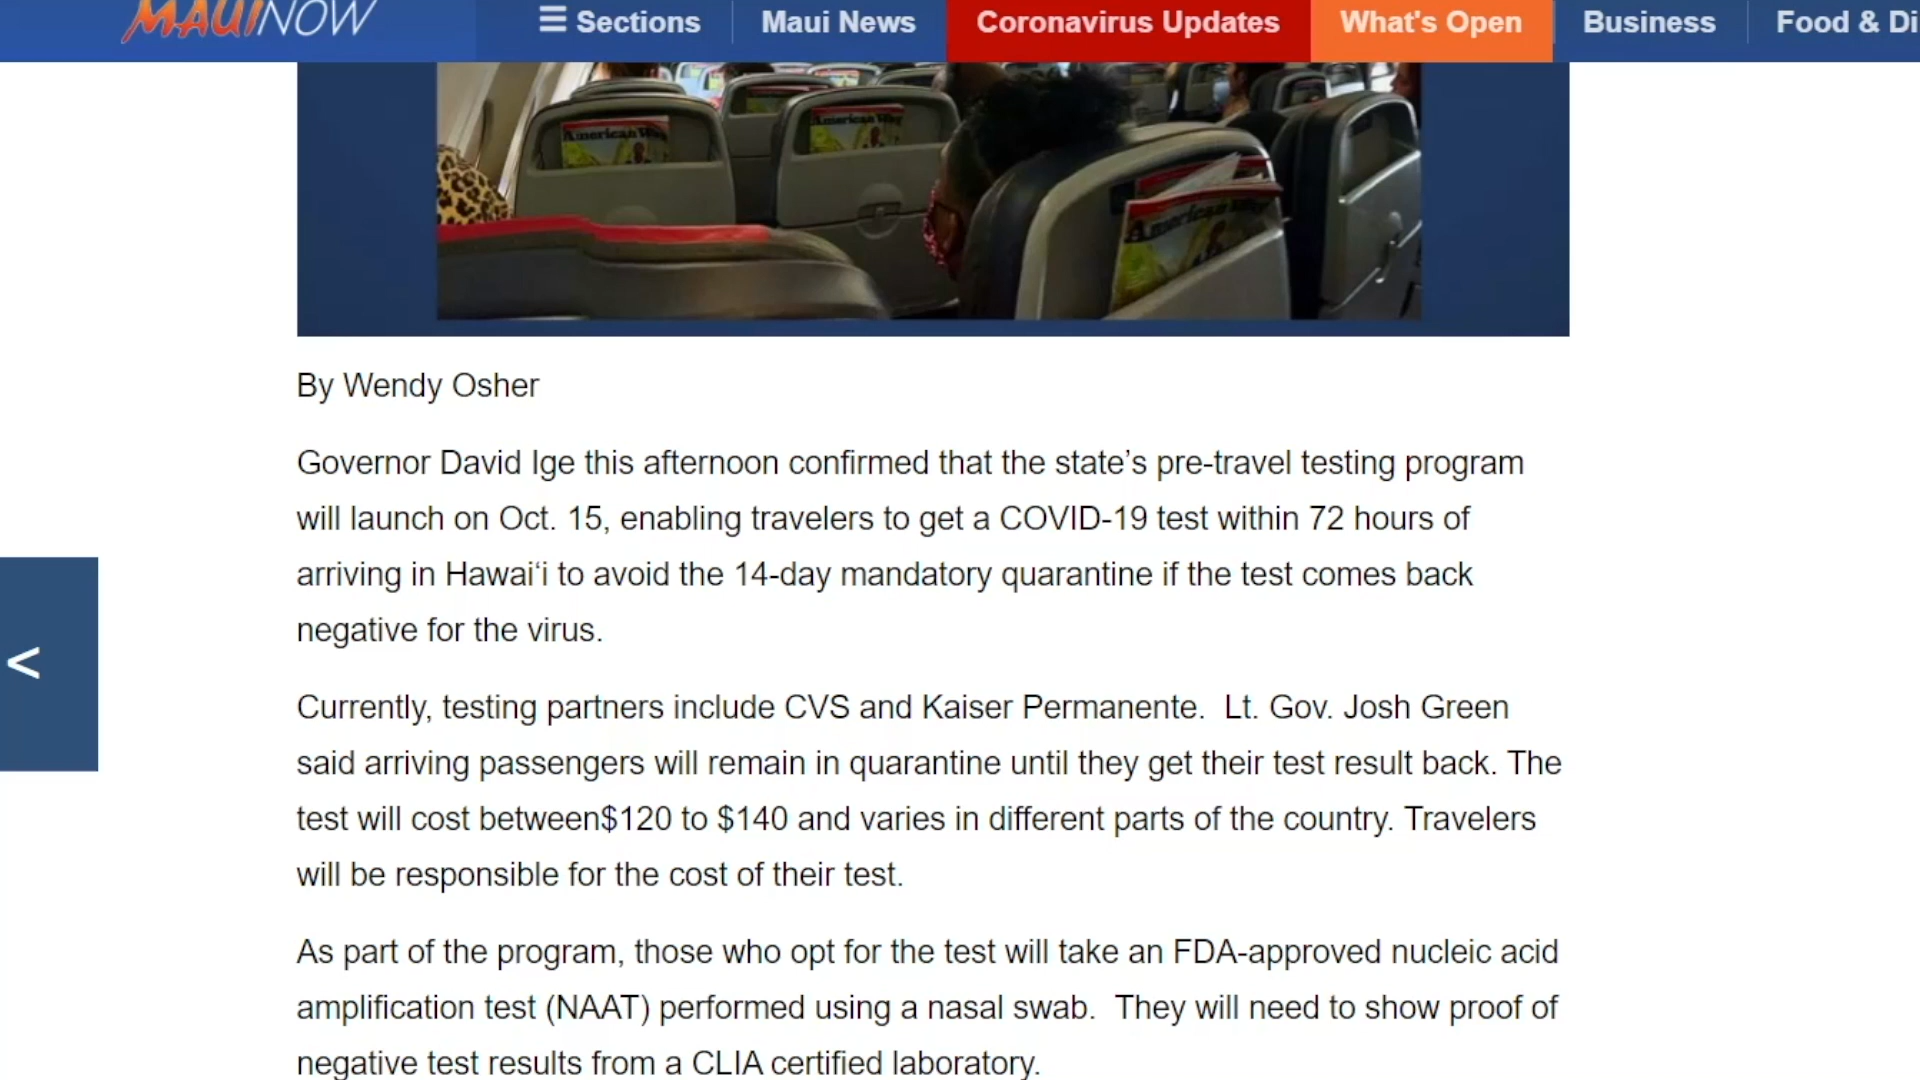 MAUINOW
☰ Sections
Maui News
Coronavirus Updates
What's Open
Business
Food & Di
American Way
American Way
American Way
By Wendy Osher
Governor David Ige this afternoon confirmed that the state’s pre-travel testing program
will launch on Oct. 15, enabling travelers to get a COVID-19 test within 72 hours of
arriving in Hawai‘i to avoid the 14-day mandatory quarantine if the test comes back
negative for the virus.
<
Currently, testing partners include CVS and Kaiser Permanente.  Lt. Gov. Josh Green
said arriving passengers will remain in quarantine until they get their test result back. The
test will cost between$120 to $140 and varies in different parts of the country. Travelers
will be responsible for the cost of their test.
As part of the program, those who opt for the test will take an FDA-approved nucleic acid
amplification test (NAAT) performed using a nasal swab.  They will need to show proof of
negative test results from a CLIA certified laboratory.